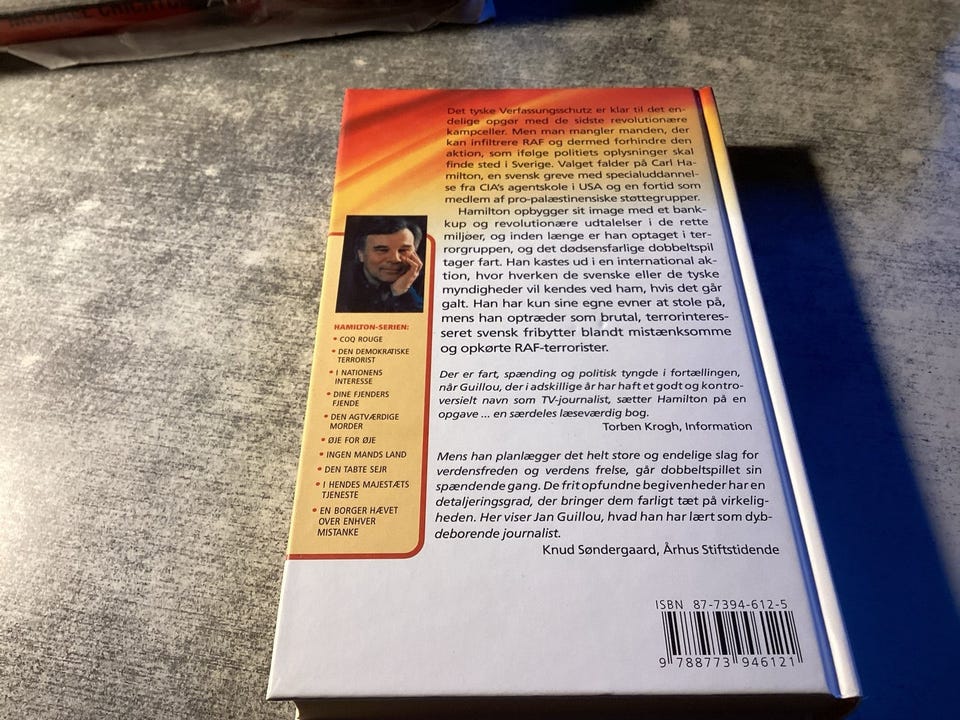 MICHAEL CRICHTON
Det tyske Verfassungsschutz er klar til det en-
delige opgør med de sidste revolutionære
kampceller. Men man mangler manden, der
kan infiltrere RAF og dermed forhindre den
aktion, som ifølge politiets oplysninger skal
finde sted i Sverige. Valget falder på Carl Ha-
milton, en svensk greve med specialuddannel-
se fra CIA's agentskole i USA og en fortid som
medlem af pro-palæstinensiske støttegrupper.
Hamilton opbygger sit image med et bank-
kup og revolutionære udtalelser i de rette
miljøer, og inden længe er han optaget i ter-
rorgruppen, og det dødsensfarlige dobbeltspil
tager fart. Han kastes ud i en international ak-
tion, hvor hverken de svenske eller de tyske
myndigheder vil kendes ved ham, hvis det går
galt. Han har kun sine egne evner at stole på,
mens han optræder som brutal, terrorinteres-
seret svensk fribytter blandt mistænksomme
og opkørte RAF-terrorister.
Der er fart, spænding og politisk tyngde i fortællingen,
når Guillou, der i adskillige år har haft et godt og kontro-
versielt navn som TV-journalist, sætter Hamilton på en
opgave ... en særdeles læseværdig bog.
Torben Krogh, Information
Mens han planlægger det helt store og endelige slag for
verdensfreden og verdens frelse, går dobbeltspillet sin
spændende gang. De frit opfundne begivenheder har en
detaljeringsgrad, der bringer dem farligt tæt på virkelig-
heden. Her viser Jan Guillou, hvad han har lært som dyb-
deborende journalist.
Knud Søndergaard, Århus Stiftstidende
HAMILTON-SERIEN:
• COQ ROUGE
• DEN DEMOKRATISKE
TERRORIST
• I NATIONENS
INTERESSE
• DINE FJENDERS
FJENDE
• DEN AGTVÆRDIGE
MORDER
• ØJE FOR ØJE
• INGEN MANDS LAND
• DEN TABTE SEJR
• I HENDES MAJESTÆTS
TJENESTE
• EN BORGER HÆVET
OVER ENHVER
MISTANKE
ISBN 87-7394-612-5
9 788773 946121